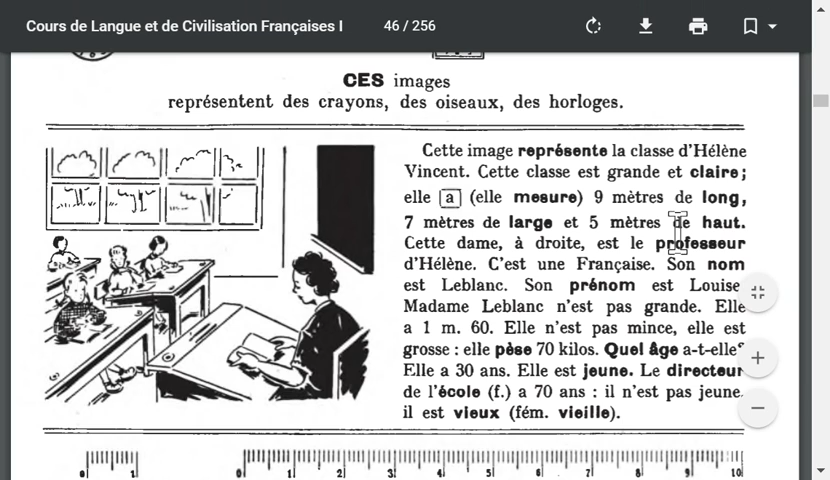 Cours de Langue et de Civilisation Françaises I
46 / 256
CES images
représentent des crayons, des oiseaux, des horloges.
Cette image représente la classe d'Hélène
Vincent. Cette classe est grande et claire;
elle a (elle mesure) 9 mètres de long,
7 mètres de large et 5 mètres de haut.
Cette dame, à droite, est le professeur
d'Hélène. C'est une Française. Son nom
est Leblanc. Son prénom est Louise
Madame Leblanc n'est pas grande. Elle
a 1 m. 60. Elle n'est pas mince, elle est
grosse : elle pèse 70 kilos. Quel âge a-t-elle?
Elle a 30 ans. Elle est jeune. Le directeur
de l'école (f.) a 70 ans : il n'est pas jeune,
il est vieux (fém. vieille).
0 1 0 1 2 3 4 5 6 7 8 9 10